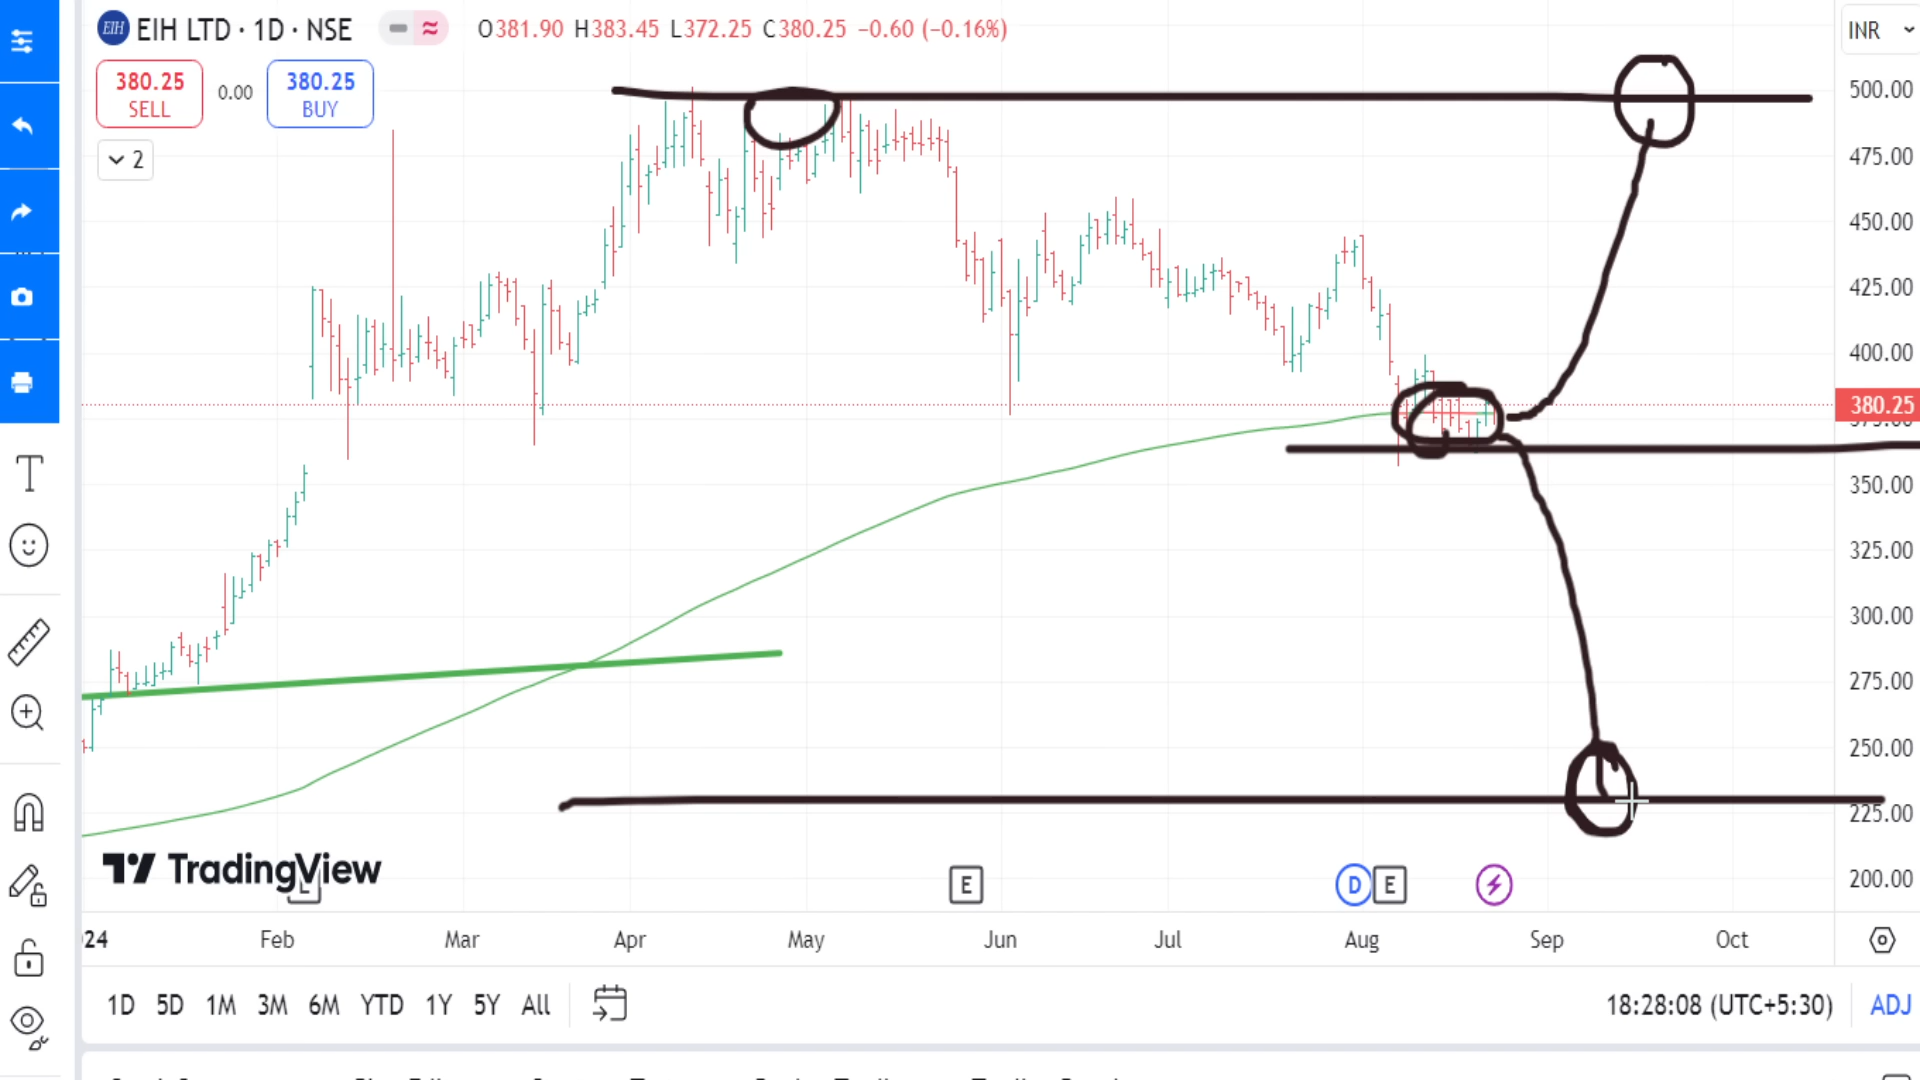 EIH EIH LTD · 1D · NSE
O381.90 H383.45 L372.25 C380.25 −0.60 (−0.16%)
INR
380.25
SELL
0.00
380.25
BUY
2
500.00
475.00
450.00
425.00
400.00
380.25
350.00
325.00
300.00
275.00
250.00
225.00
200.00
TradingView
E
D
E
24
Feb
Mar
Apr
May
Jun
Jul
Aug
Sep
Oct
1D 5D 1M 3M 6M YTD 1Y 5Y All
18:28:08 (UTC+5:30)
ADJ